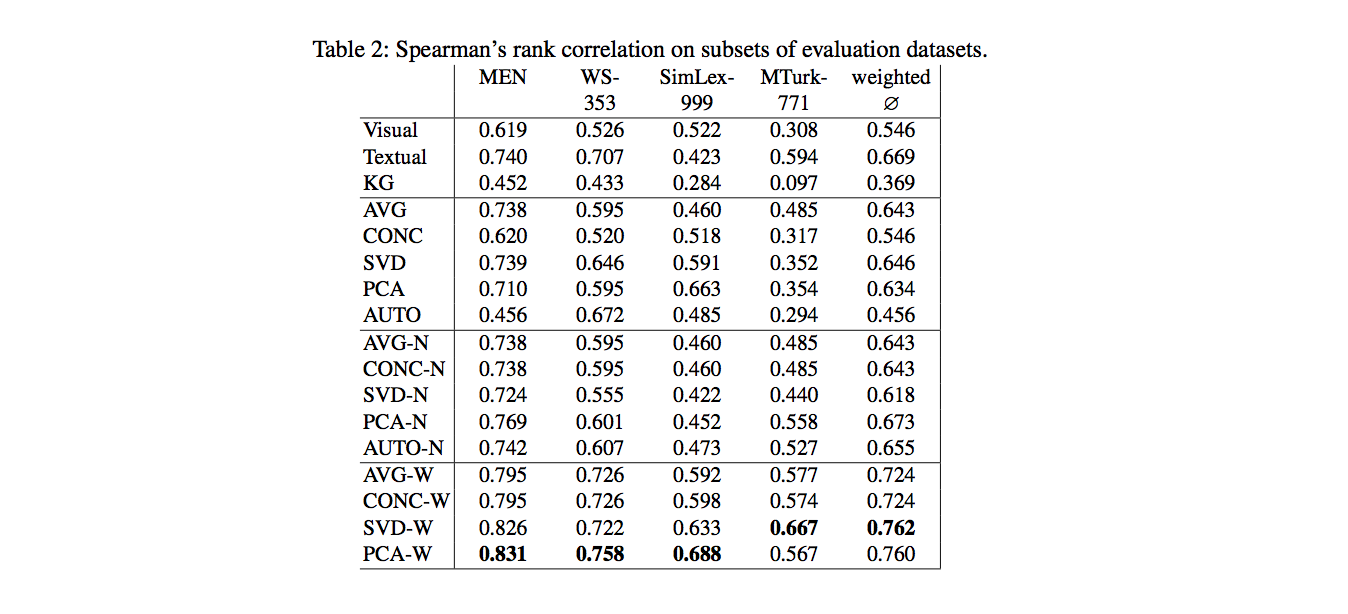 Table 2: Spearman's rank correlation on subsets of evaluation datasets.
MEN WS- SimLex- MTurk- weighted
353 999 771 ∅
Visual 0.619 0.526 0.522 0.308 0.546
Textual 0.740 0.707 0.423 0.594 0.669
KG 0.452 0.433 0.284 0.097 0.369
AVG 0.738 0.595 0.460 0.485 0.643
CONC 0.620 0.520 0.518 0.317 0.546
SVD 0.739 0.646 0.591 0.352 0.646
PCA 0.710 0.595 0.663 0.354 0.634
AUTO 0.456 0.672 0.485 0.294 0.456
AVG-N 0.738 0.595 0.460 0.485 0.643
CONC-N 0.738 0.595 0.460 0.485 0.643
SVD-N 0.724 0.555 0.422 0.440 0.618
PCA-N 0.769 0.601 0.452 0.558 0.673
AUTO-N 0.742 0.607 0.473 0.527 0.655
AVG-W 0.795 0.726 0.592 0.577 0.724
CONC-W 0.795 0.726 0.598 0.574 0.724
SVD-W 0.826 0.722 0.633 0.667 0.762
PCA-W 0.831 0.758 0.688 0.567 0.760